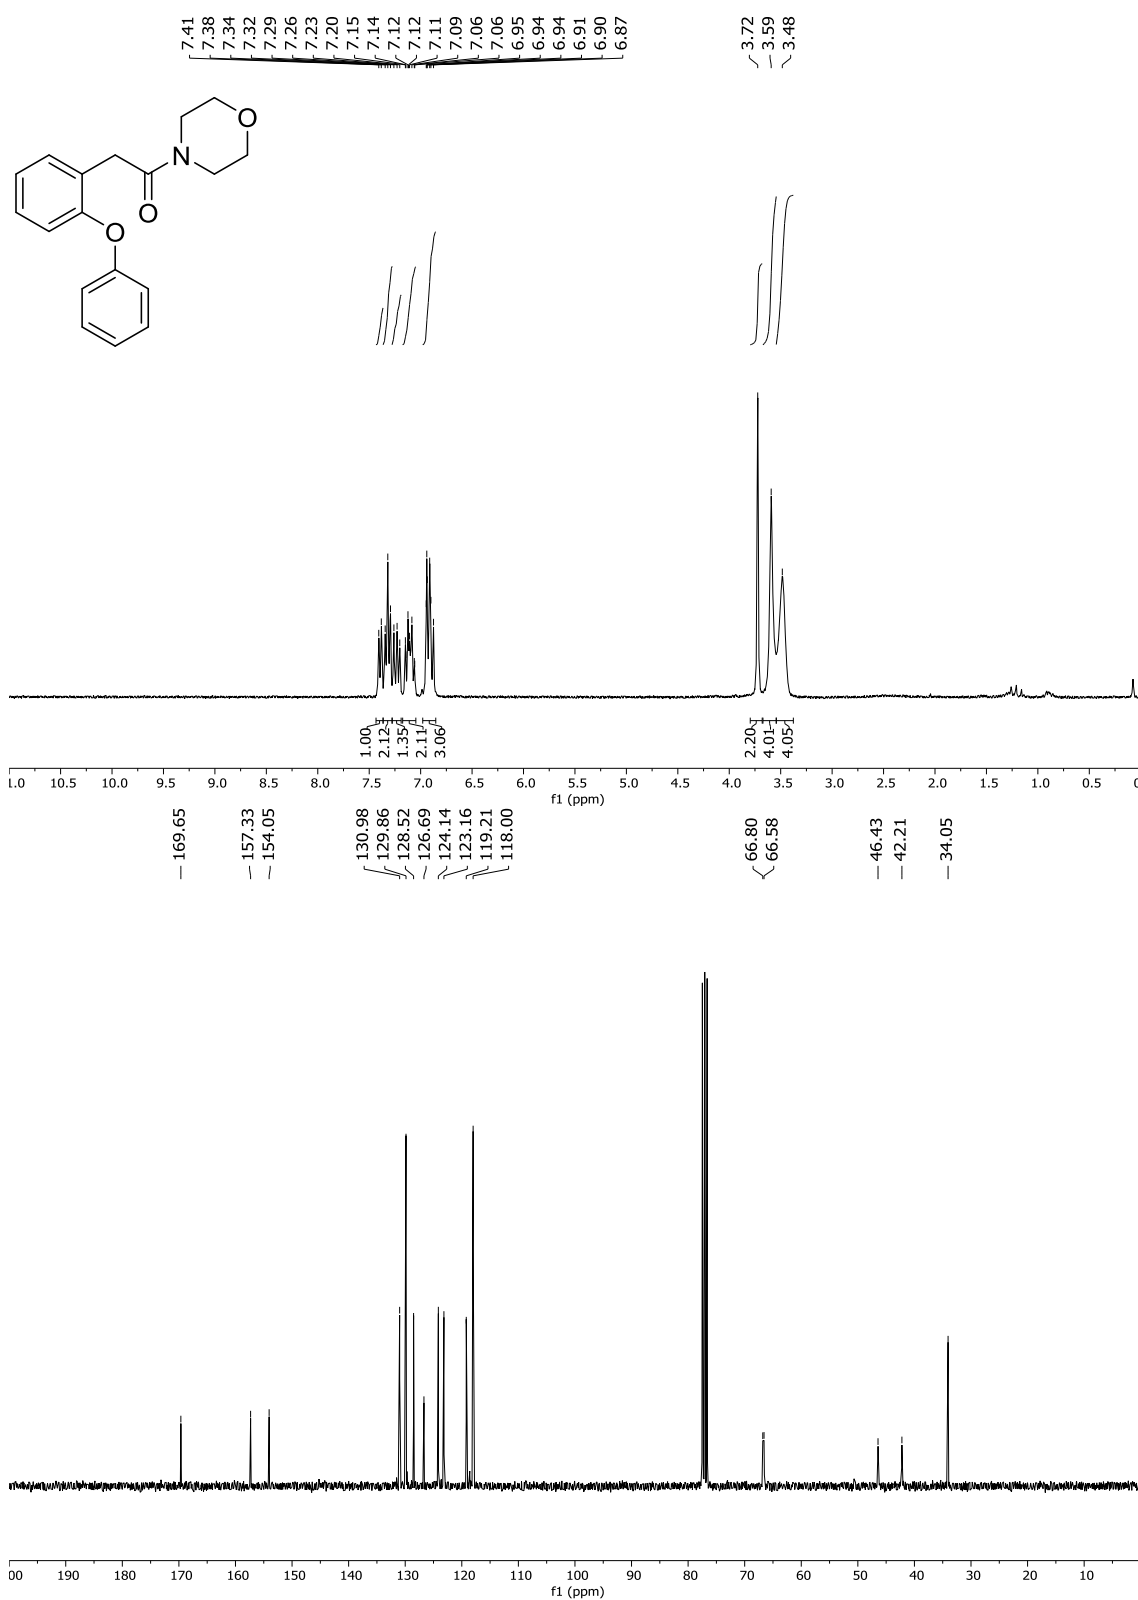 7.41 7.38 7.34 7.32 7.29 7.26 7.23 7.20 7.15 7.14 7.12 7.12 7.11 7.09 7.06 7.06 6.95 6.94 6.94 6.91 6.90 6.87 3.72 3.59 3.48
O
N
O
O
1.00 2.12 1.35 2.11 3.06 2.20 4.01 4.05
1.0 10.5 10.0 9.5 9.0 8.5 8.0 7.5 7.0 6.5 6.0 5.5 5.0 4.5 4.0 3.5 3.0 2.5 2.0 1.5 1.0 0.5 0
f1 (ppm)
169.65 157.33 154.05 130.98 129.86 128.52 126.69 124.14 123.16 119.21 118.00 66.80 66.58 46.43 42.21 34.05
00 190 180 170 160 150 140 130 120 110 100 90 80 70 60 50 40 30 20 10
f1 (ppm)